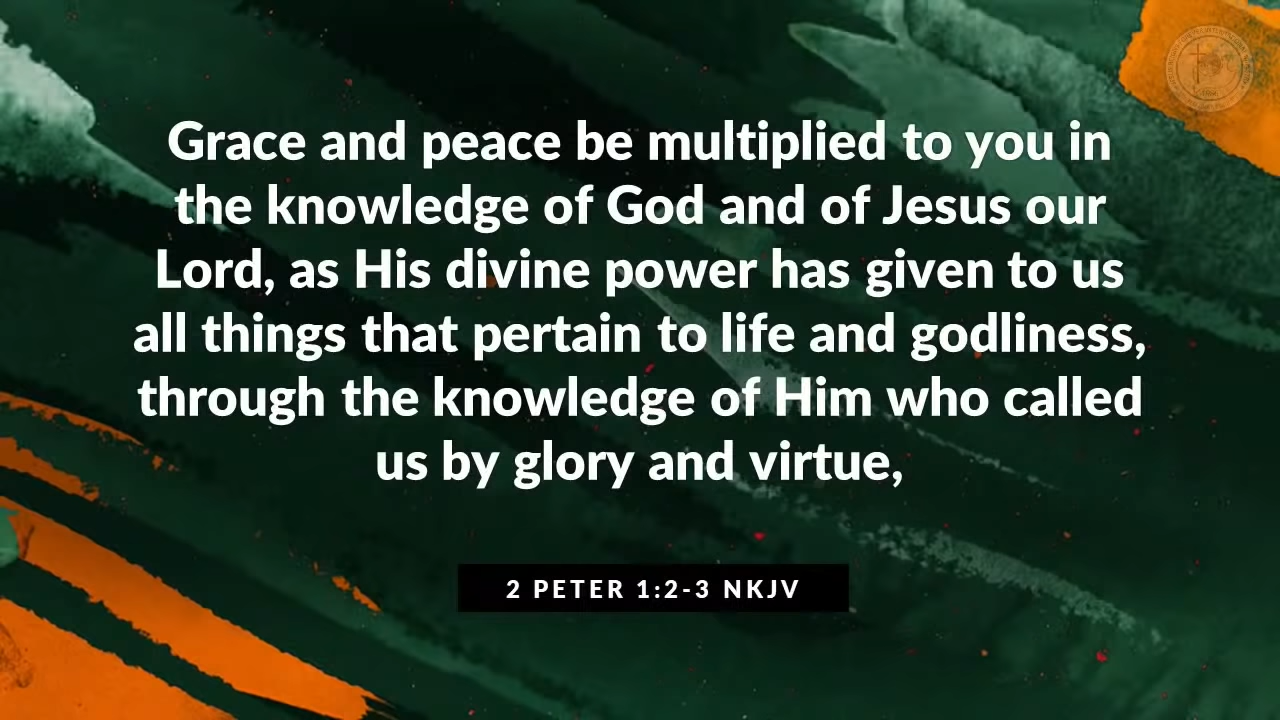 Grace and peace be multiplied to you in
the knowledge of God and of Jesus our
Lord, as His divine power has given to us
all things that pertain to life and godliness,
through the knowledge of Him who called
us by glory and virtue,
2 PETER 1:2-3 NKJV